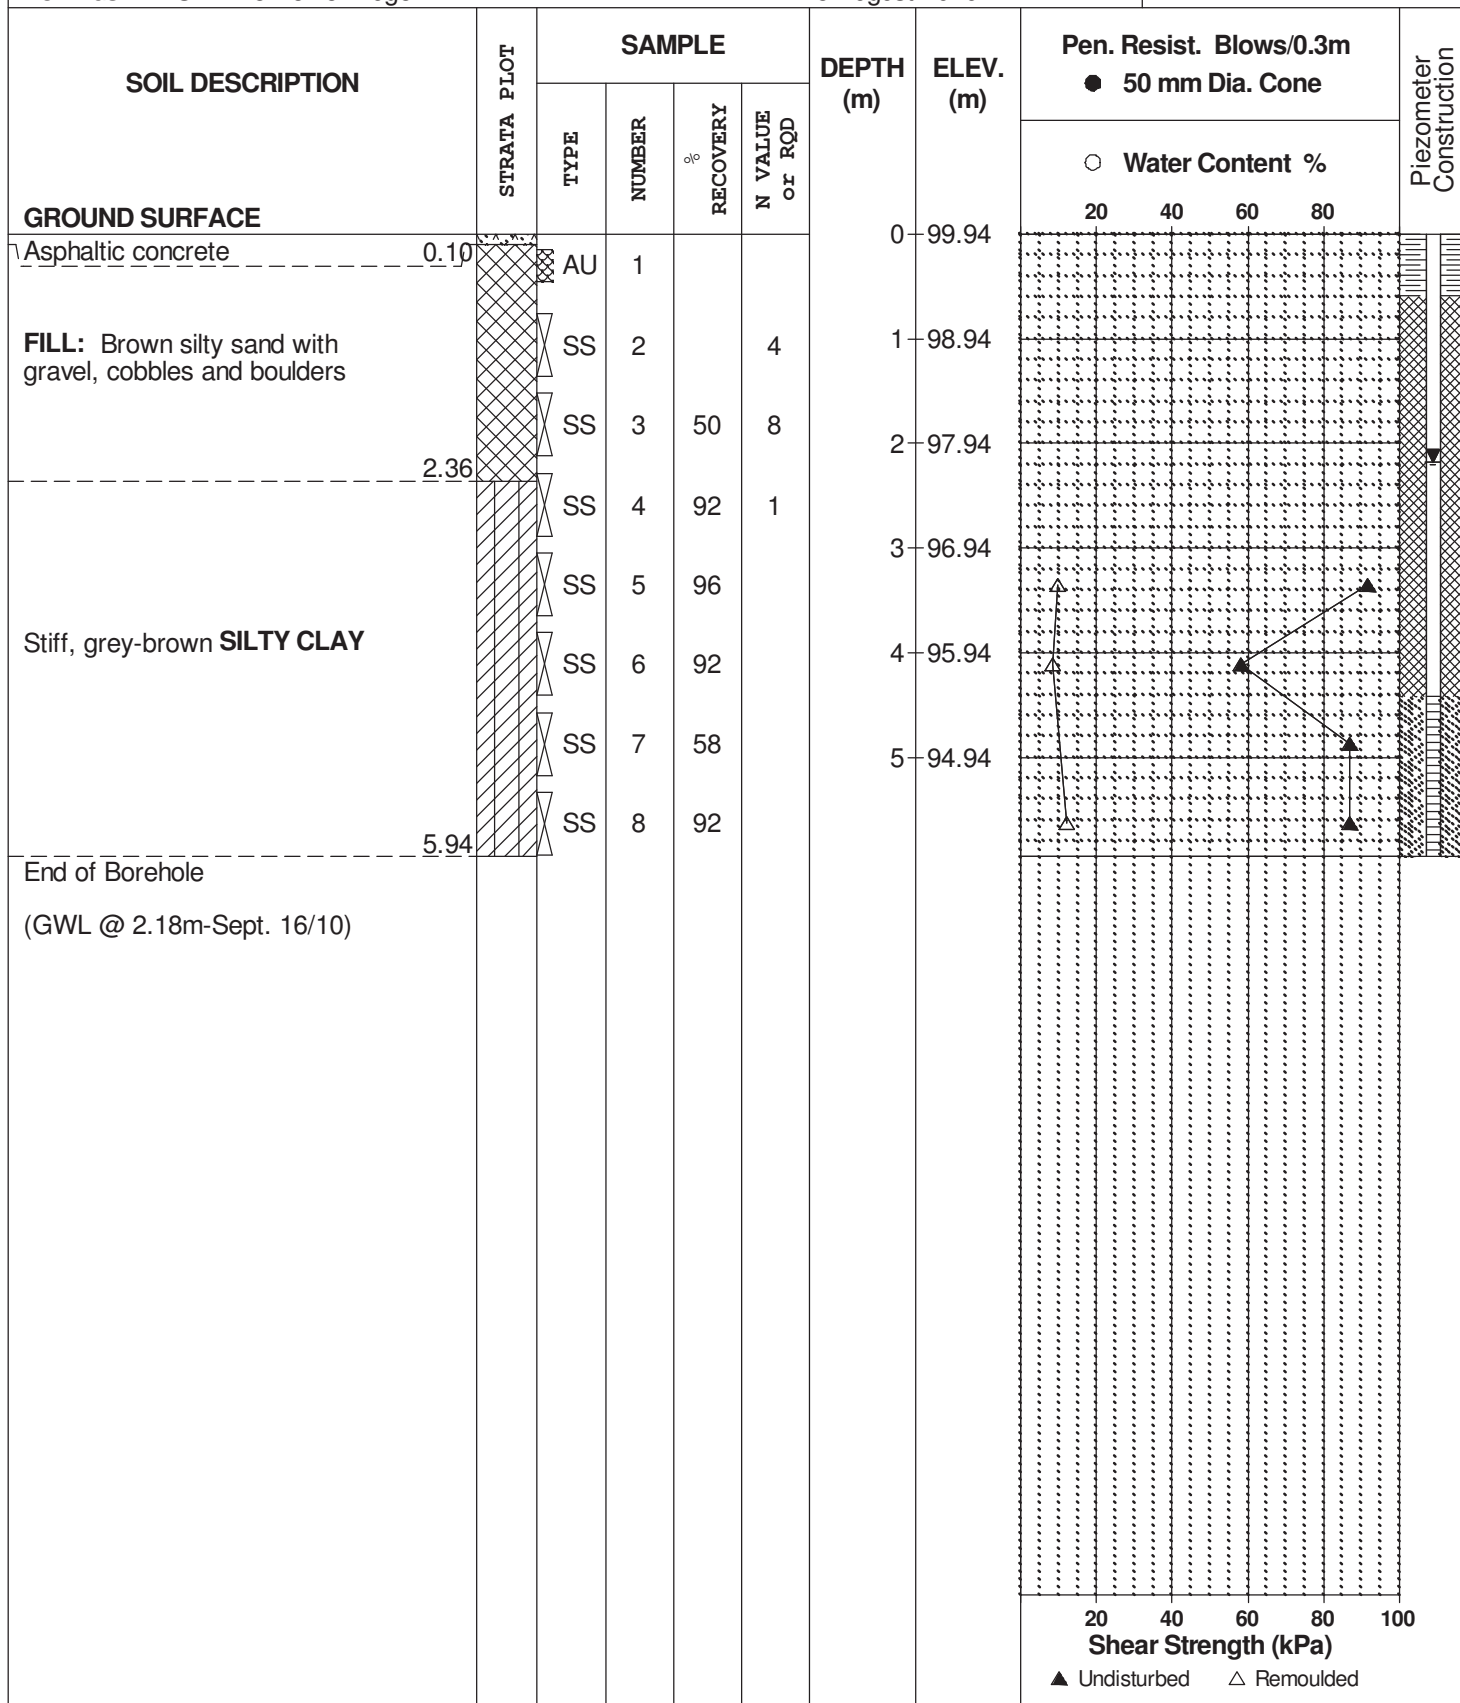 SOIL DESCRIPTION
GROUND SURFACE
STRATA PLOT
SAMPLE
TYPE
NUMBER
%
RECOVERY
N VALUE
or RQD
DEPTH
(m)
ELEV.
(m)
Pen. Resist. Blows/0.3m
● 50 mm Dia. Cone
○ Water Content %
20 40 60 80
Piezometer
Construction
0 99.94
Asphaltic concrete 0.10
AU 1
FILL: Brown silty sand with
gravel, cobbles and boulders
SS 2 4
1 98.94
SS 3 50 8
2 97.94
2.36
SS 4 92 1
3 96.94
SS 5 96
Stiff, grey-brown SILTY CLAY
4 95.94
SS 6 92
SS 7 58
5 94.94
SS 8 92
5.94
End of Borehole
(GWL @ 2.18m-Sept. 16/10)
20 40 60 80 100
Shear Strength (kPa)
▲ Undisturbed △ Remoulded